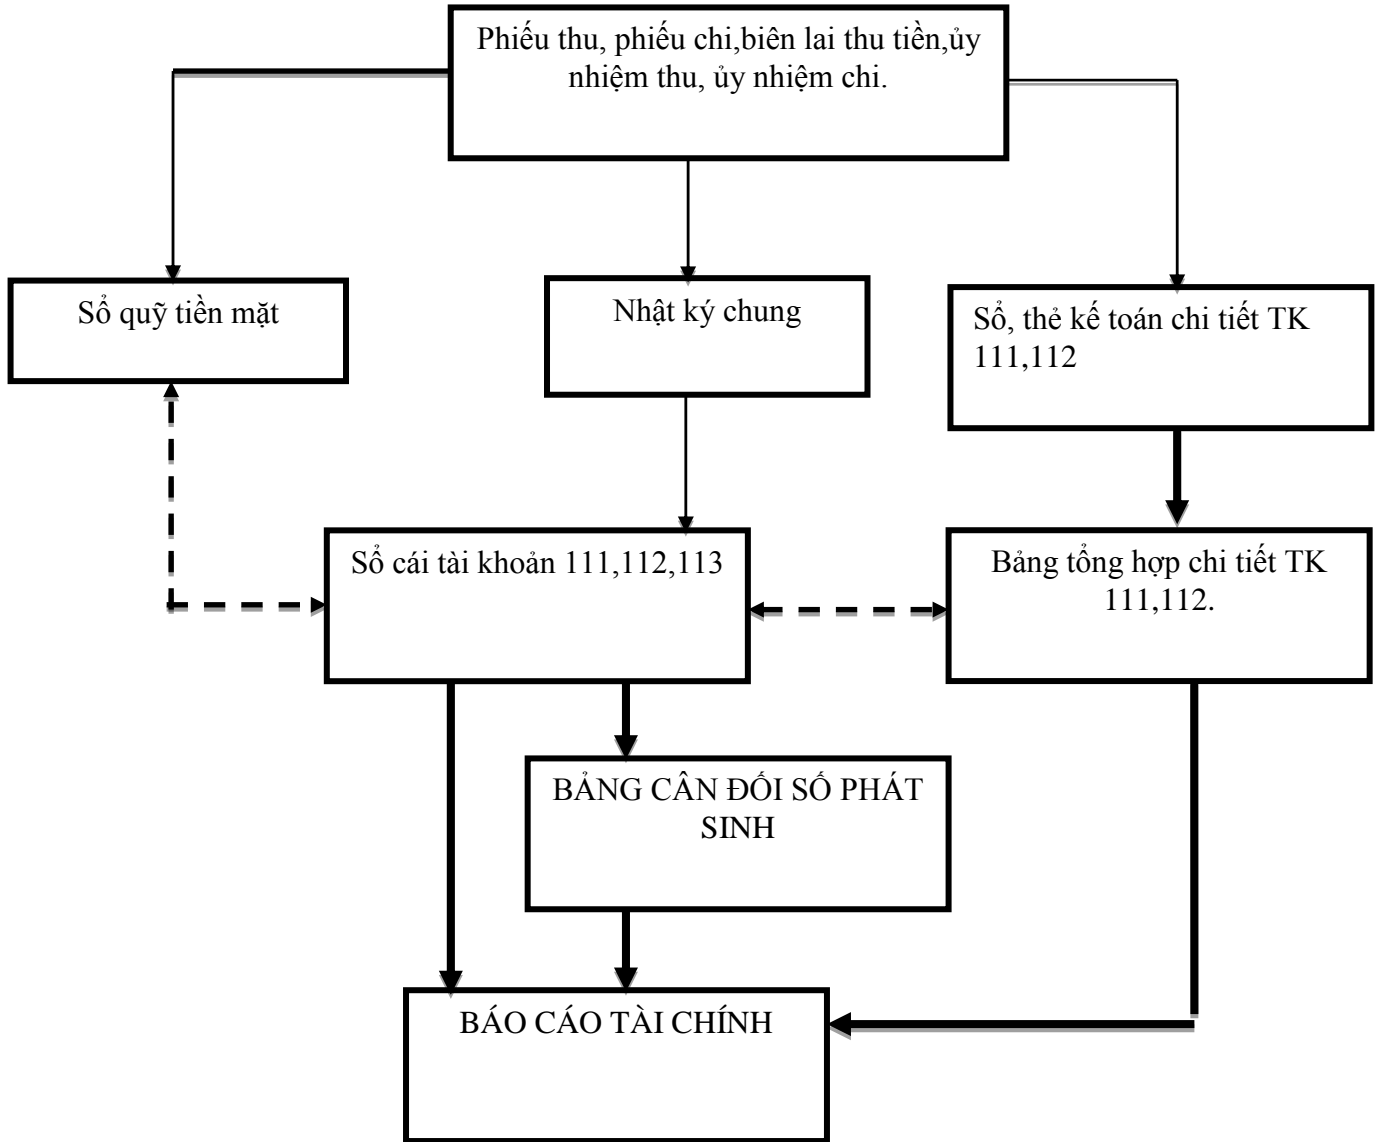 Phiếu thu, phiếu chi,biên lai thu tiền,ủy
nhiệm thu, ủy nhiệm chi.
Sổ quỹ tiền mặt
Nhật ký chung
Sổ, thẻ kế toán chi tiết TK
111,112
Sổ cái tài khoản 111,112,113
Bảng tổng hợp chi tiết TK
111,112.
BẢNG CÂN ĐỐI SỐ PHÁT
SINH
BÁO CÁO TÀI CHÍNH